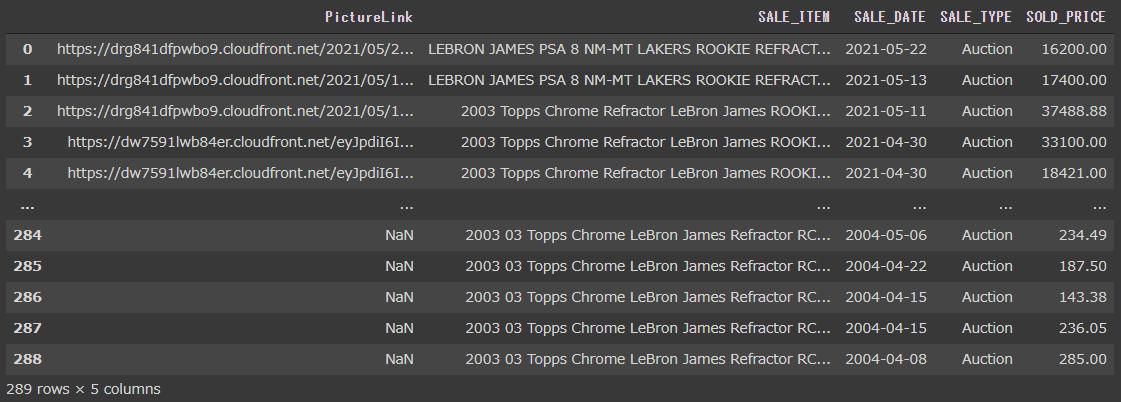 PictureLink SALE_ITEM SALE_DATE SALE_TYPE SOLD_PRICE
0 https://drg841dfpwbo9.cloudfront.net/2021/05/2... LEBRON JAMES PSA 8 NM-MT LAKERS ROOKIE REFRACT... 2021-05-22 Auction 16200.00
1 https://drg841dfpwbo9.cloudfront.net/2021/05/1... LEBRON JAMES PSA 8 NM-MT LAKERS ROOKIE REFRACT... 2021-05-13 Auction 17400.00
2 https://drg841dfpwbo9.cloudfront.net/2021/05/1... 2003 Topps Chrome Refractor LeBron James ROOKI... 2021-05-11 Auction 37488.88
3 https://dw7591lwb84er.cloudfront.net/eyJpdiI6I... 2003 Topps Chrome Refractor LeBron James ROOKI... 2021-04-30 Auction 33100.00
4 https://dw7591lwb84er.cloudfront.net/eyJpdiI6I... 2003 Topps Chrome Refractor LeBron James ROOKI... 2021-04-30 Auction 18421.00
... ... ... ... ... ...
284 NaN 2003 03 Topps Chrome LeBron James Refractor RC... 2004-05-06 Auction 234.49
285 NaN 2003 03 Topps Chrome LeBron James Refractor RC... 2004-04-22 Auction 187.50
286 NaN 2003 03 Topps Chrome LeBron James Refractor RC... 2004-04-15 Auction 143.38
287 NaN 2003 03 Topps Chrome LeBron James Refractor RC... 2004-04-15 Auction 236.05
288 NaN 2003 03 Topps Chrome LeBron James Refractor RC... 2004-04-08 Auction 285.00
289 rows × 5 columns